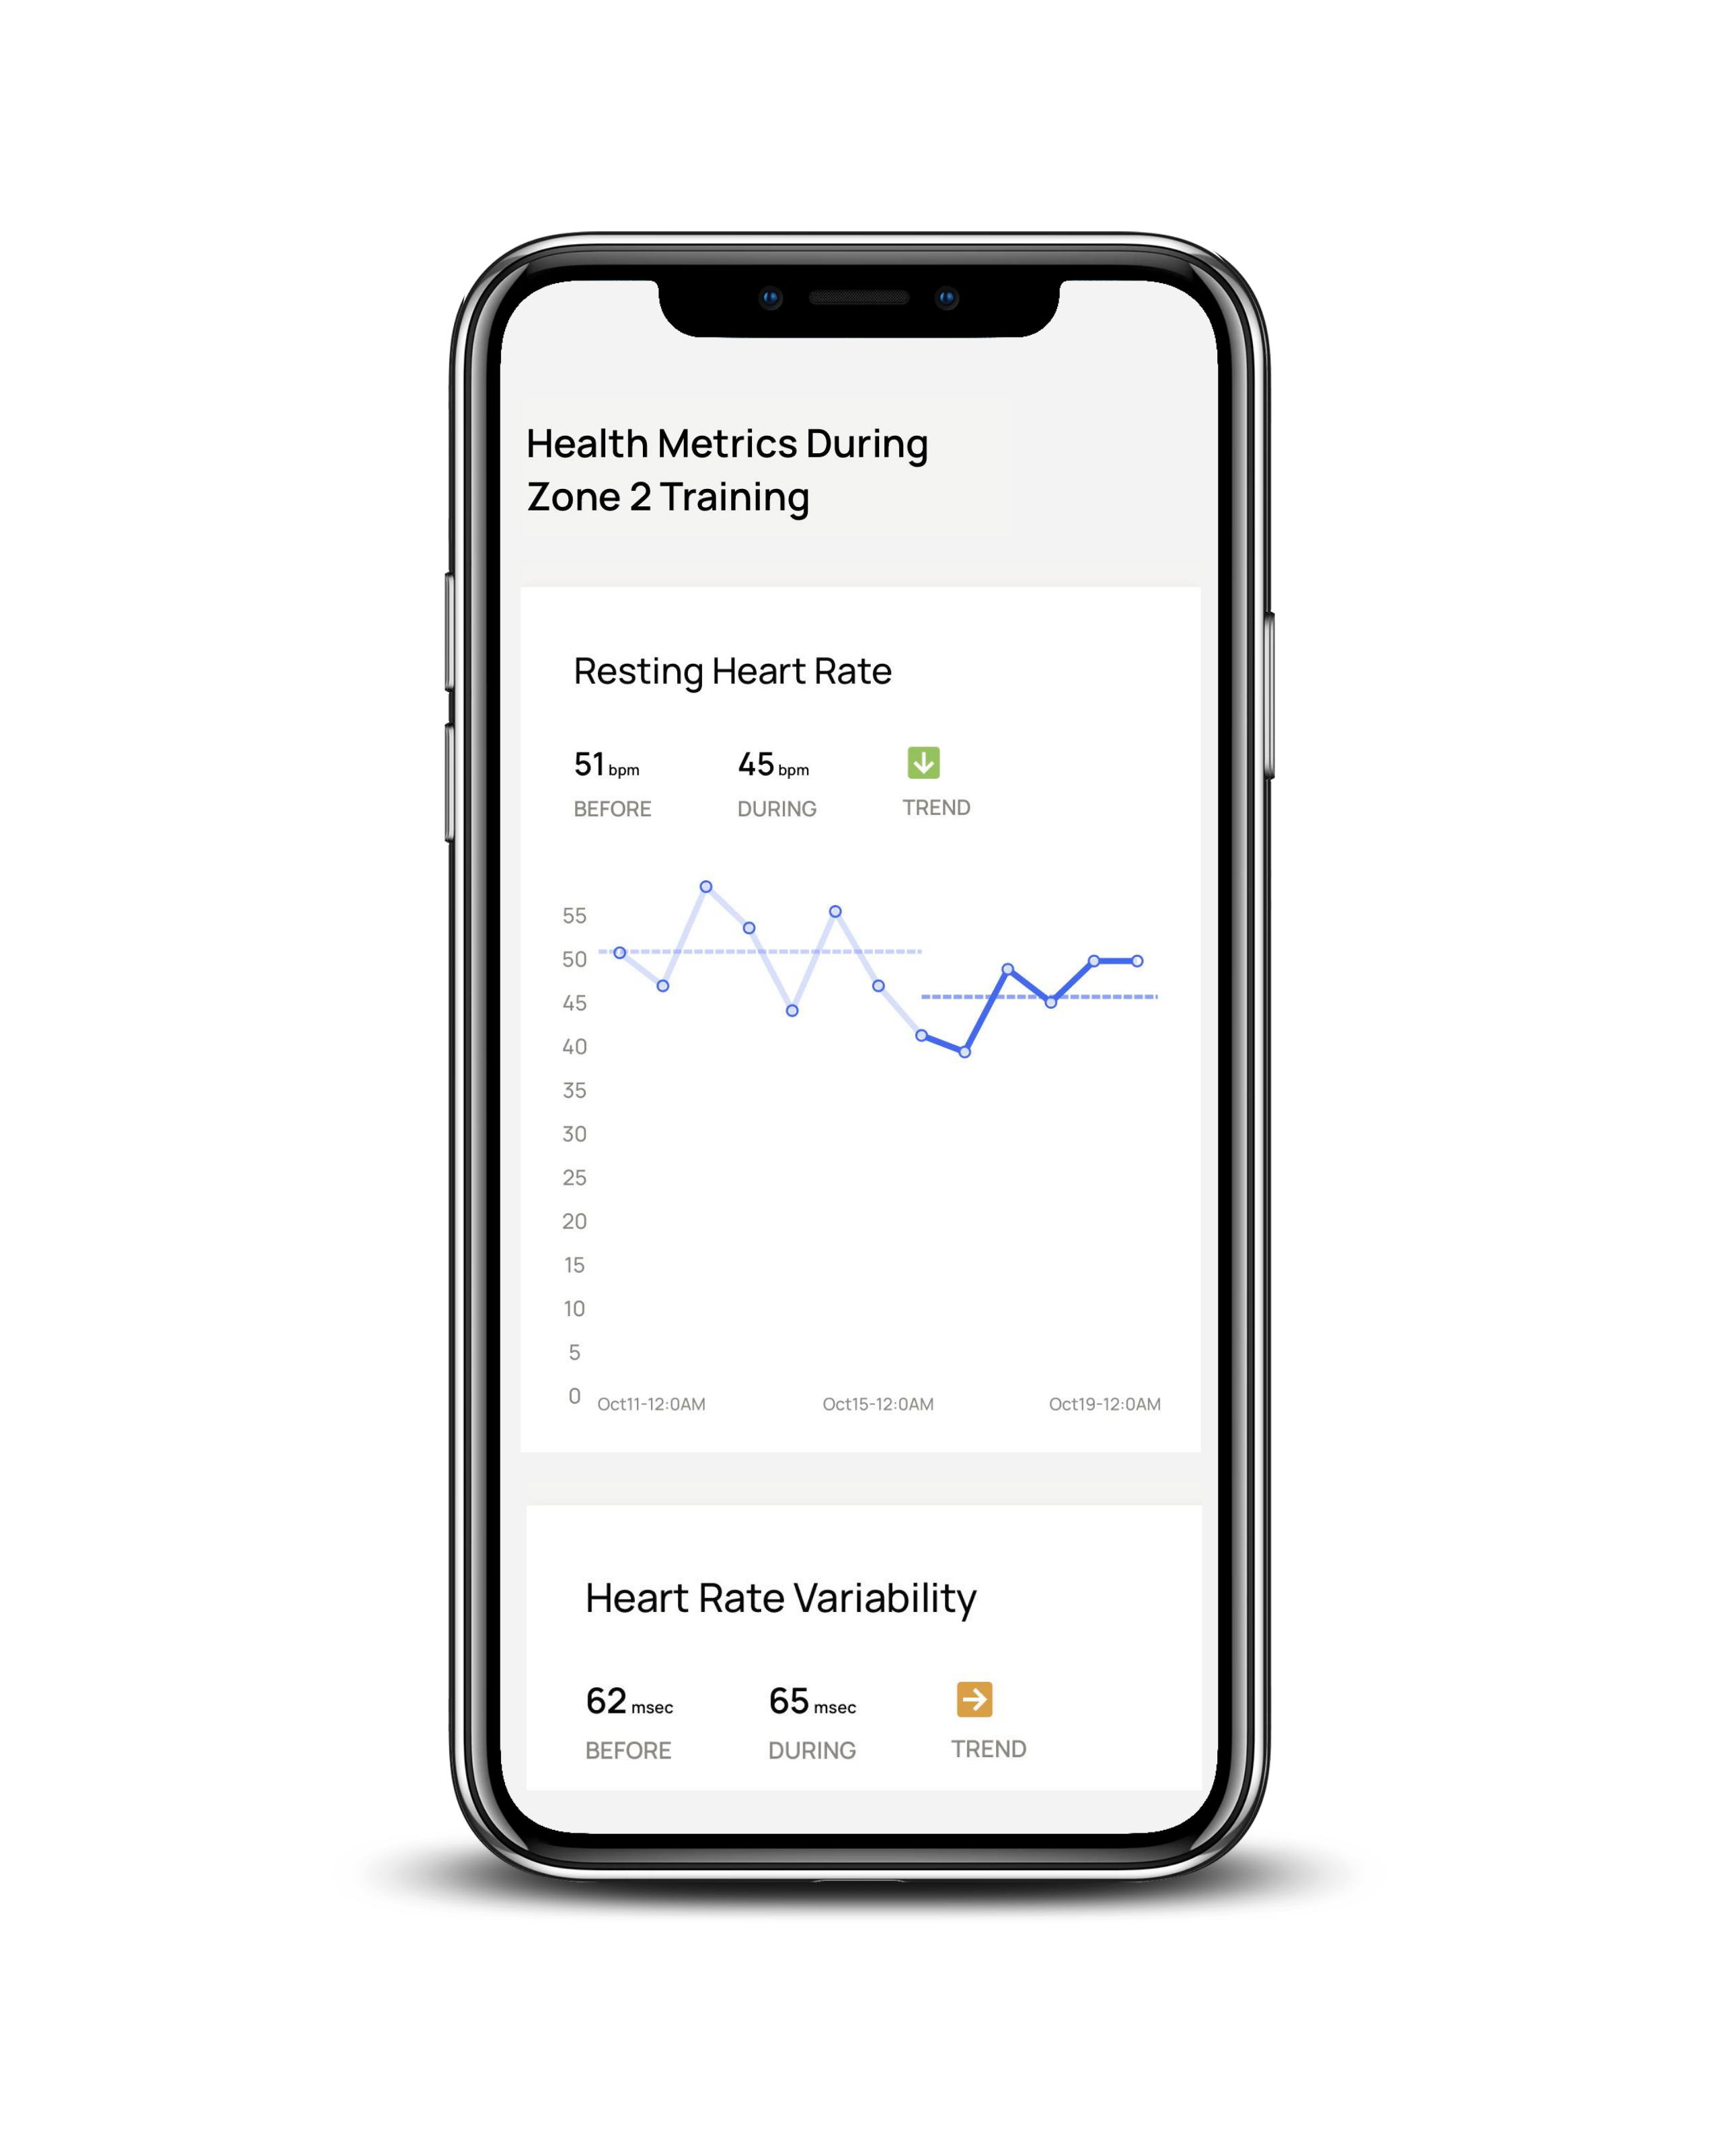 Health Metrics During
Zone 2 Training
Resting Heart Rate
51 bpm 45 bpm
BEFORE DURING TREND
55
50
45
40
35
30
25
20
15
10
5
0
Oct11-12:0AM Oct15-12:0AM Oct19-12:0AM
Heart Rate Variability
62 msec 65 msec
BEFORE DURING TREND